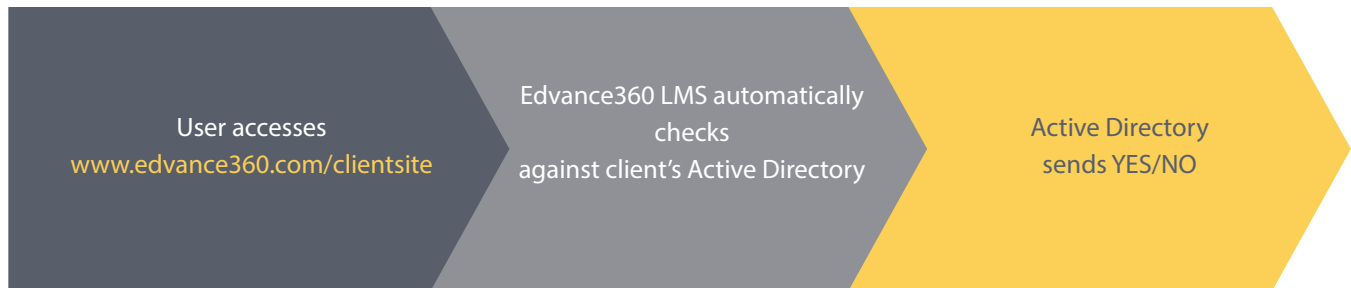 User accesses
www.edvance360.com/clientsite
Edvance360 LMS automatically
checks
against client’s Active Directory
Active Directory
sends YES/NO